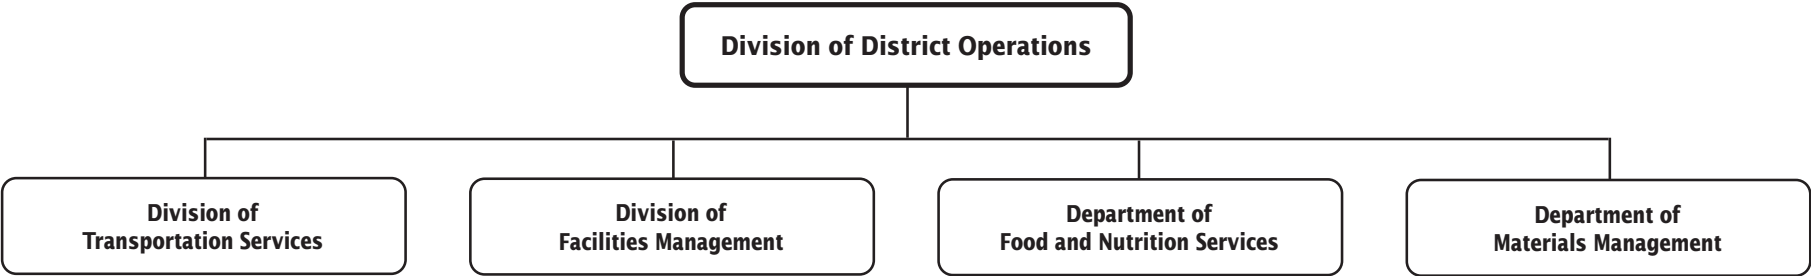 Division of District Operations
Division of
Transportation Services
Division of
Facilities Management
Department of
Food and Nutrition Services
Department of
Materials Management